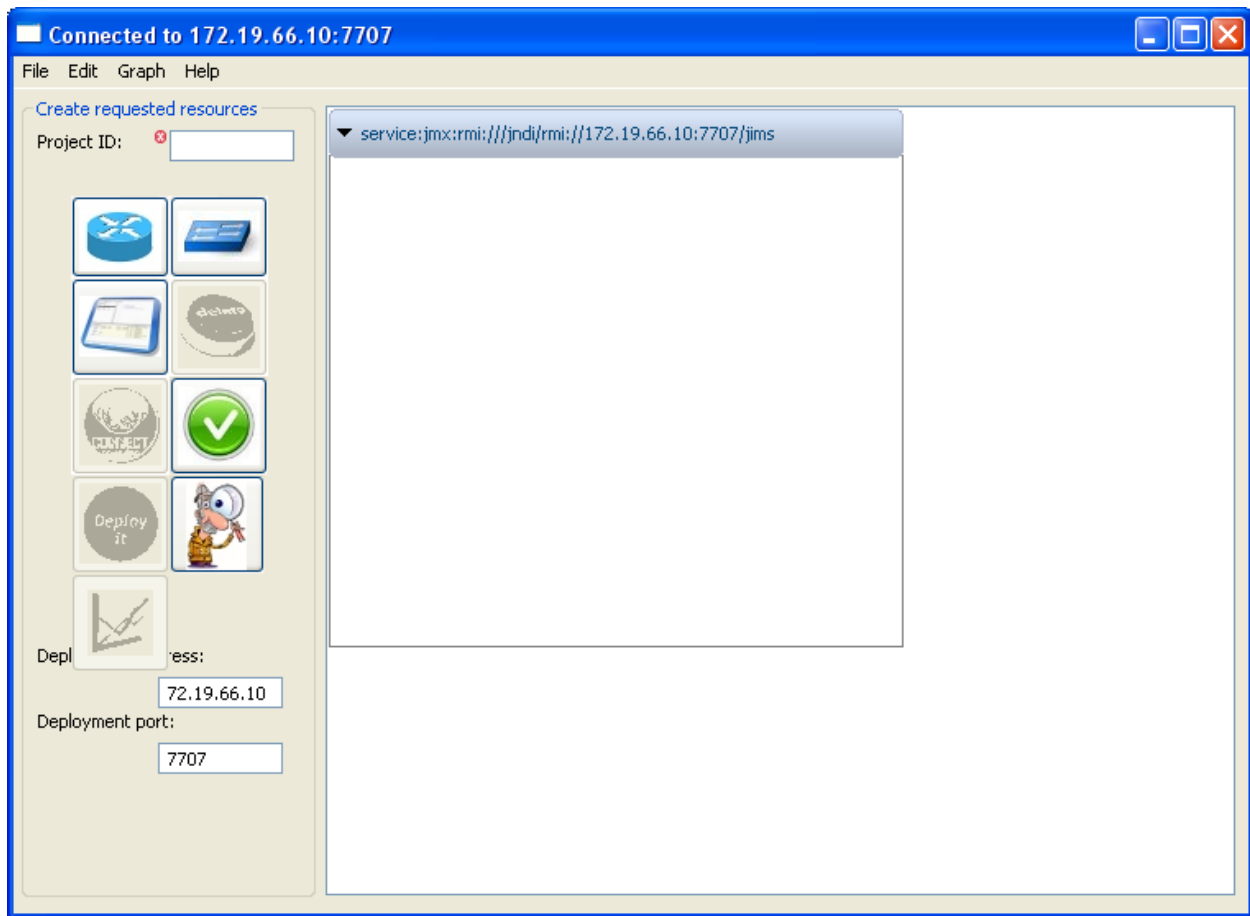 Connected to 172.19.66.10:7707
File Edit Graph Help
Create requested resources
Project ID:
service:jmx:rmi:///jndi/rmi://172.19.66.10:7707/jims
delete
CONNECT
Deploy
it
Depl ress:
72.19.66.10
Deployment port:
7707